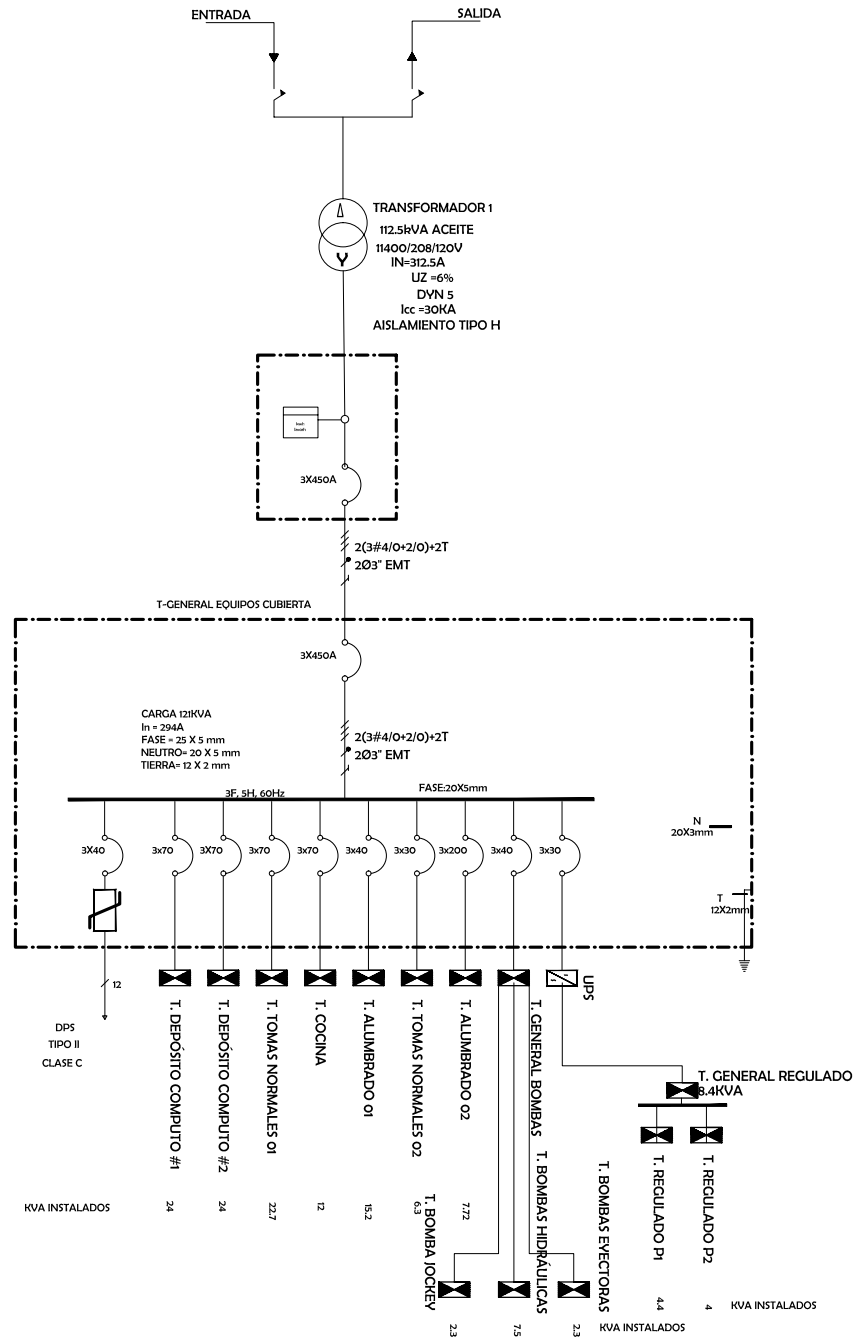 ENTRADA
SALIDA
TRANSFORMADOR 1
112.5kVA ACEITE
11400/208/120V
IN=312.5A
UZ =6%
DYN 5
Icc =30KA
AISLAMIENTO TIPO H
3X450A
2(3#4/0+2/0)+2T
2Ø3" EMT
T-GENERAL EQUIPOS CUBIERTA
3X450A
CARGA 121KVA
In = 294A
FASE = 25 X 5 mm
NEUTRO= 20 X 5 mm
TIERRA= 12 X 2 mm
2(3#4/0+2/0)+2T
2Ø3" EMT
3F, 5H, 60Hz
FASE:20X5mm
3X40
3x70
3X70
3x70
3x70
3x40
3x30
3x200
3x40
3x30
N
20X3mm
T
12X2mm
12
DPS
TIPO II
CLASE C
T. DEPÓSITO COMPUTO #1
T. DEPÓSITO COMPUTO #2
T. TOMAS NORMALES 01
T. COCINA
T. ALUMBRADO 01
T. TOMAS NORMALES 02
T. ALUMBRADO 02
T. GENERAL BOMBAS
UPS
T. GENERAL REGULADO
8.4KVA
T. REGULADO P1
T. REGULADO P2
KVA INSTALADOS
24
24
22.7
12
15.2
6.3
7.72
T. BOMBA JOCKEY
T. BOMBAS HIDRÁULICAS
T. BOMBAS EYECTORAS
4.4
4
KVA INSTALADOS
2.3
7.5
2.3
KVA INSTALADOS